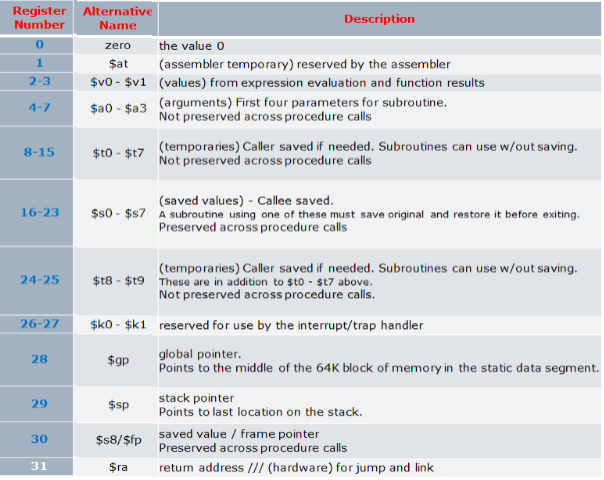 Register Number Alternative Name Description
0 zero the value 0
1 $at (assembler temporary) reserved by the assembler
2-3 $v0 - $v1 (values) from expression evaluation and function results
4-7 $a0 - $a3 (arguments) First four parameters for subroutine.
Not preserved across procedure calls
8-15 $t0 - $t7 (temporaries) Caller saved if needed. Subroutines can use w/out saving.
Not preserved across procedure calls
16-23 $s0 - $s7 (saved values) - Callee saved.
A subroutine using one of these must save original and restore it before exiting.
Preserved across procedure calls
24-25 $t8 - $t9 (temporaries) Caller saved if needed. Subroutines can use w/out saving.
These are in addition to $t0 - $t7 above.
Not preserved across procedure calls.
26-27 $k0 - $k1 reserved for use by the interrupt/trap handler
28 $gp global pointer.
Points to the middle of the 64K block of memory in the static data segment.
29 $sp stack pointer
Points to last location on the stack.
30 $s8/$fp saved value / frame pointer
Preserved across procedure calls
31 $ra return address /// (hardware) for jump and link